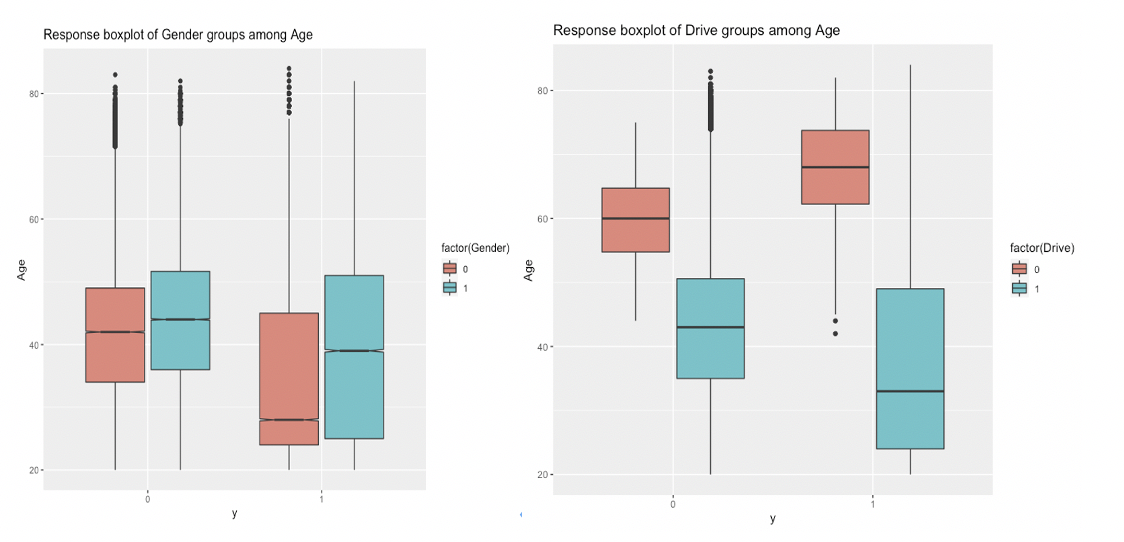 Response boxplot of Gender groups among Age
80
60
40
20
Age
0
1
y
factor(Gender)
0
1
Response boxplot of Drive groups among Age
80
60
40
20
Age
0
1
y
factor(Drive)
0
1